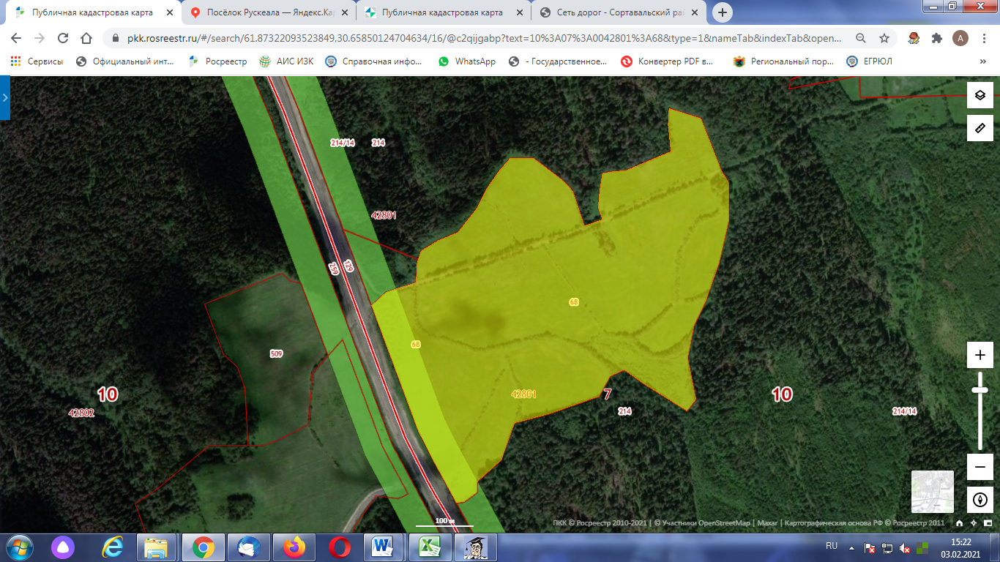 Публичная кадастровая карта
Посёлок Рускеала — Яндекс.Ка
Публичная кадастровая карта
Сеть дорог - Сортавальский ра
pkk.rosreestr.ru/#/search/61.87322093523849,30.65850124704634/16/@c2qijgabp?text=10%3A07%3A0042801%3A68&type=1&nameTab&indexTab&open...
A
Сервисы
Официальный инт...
Росреестр
АИС ИЗК
Справочная инфо...
WhatsApp
- Государственное...
Конвертер PDF в...
Региональный пор...
ЕГРЮЛ
»
214/14
214
42801
259
129
68
68
509
42801
7
10
42802
10
214
214/14
100 м
ПКК © Росреестр 2010-2021 | © Участники OpenStreetMap | Maxar | Картографическая основа РФ © Росреестр 2011
RU
15:22
03.02.2021